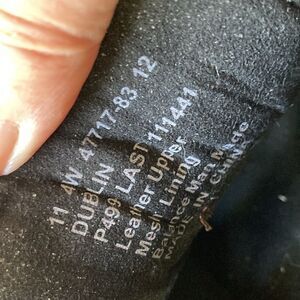 11 4W 47717-83 12
DUBLIN
P499 LAST 111441
Leather Upper
Mesh Lining
Balance Man Made
MADE IN CHINA